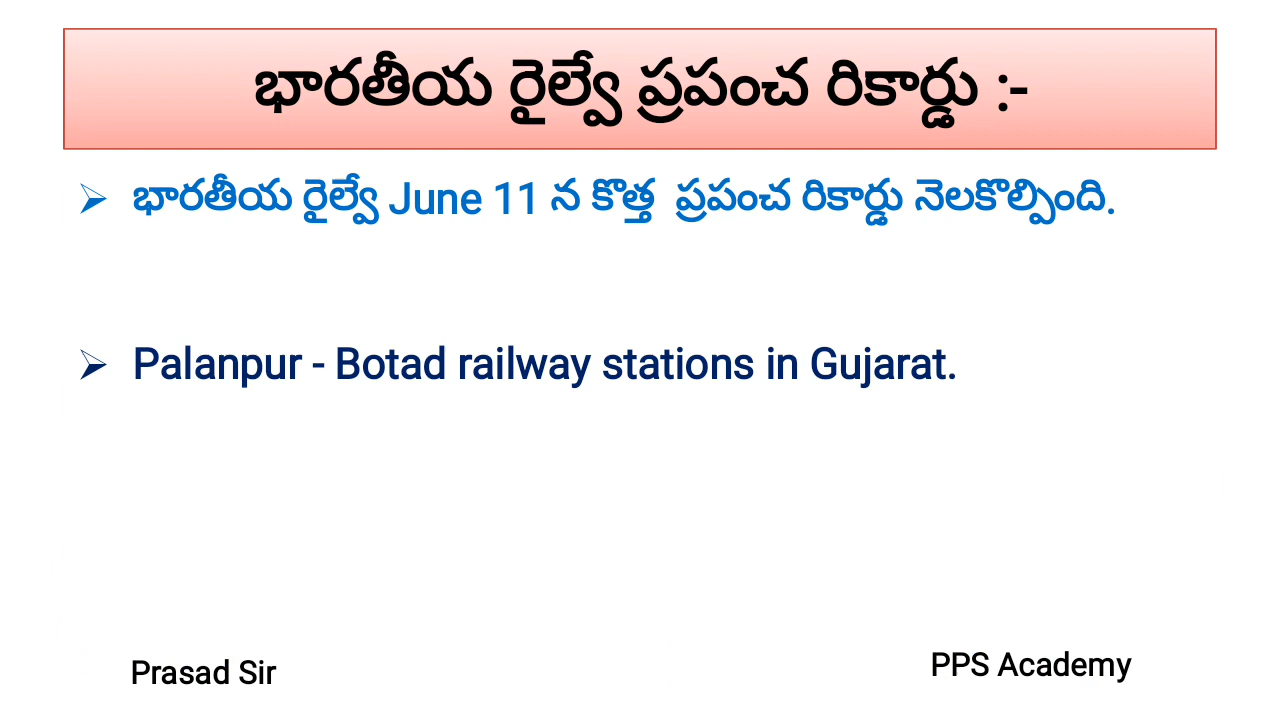 భారతీయ రైల్వే ప్రపంచ రికార్డు :-
➢ భారతీయ రైల్వే June 11 న కొత్త ప్రపంచ రికార్డు నెలకొల్పింది.
➢ Palanpur - Botad railway stations in Gujarat.
Prasad Sir
PPS Academy